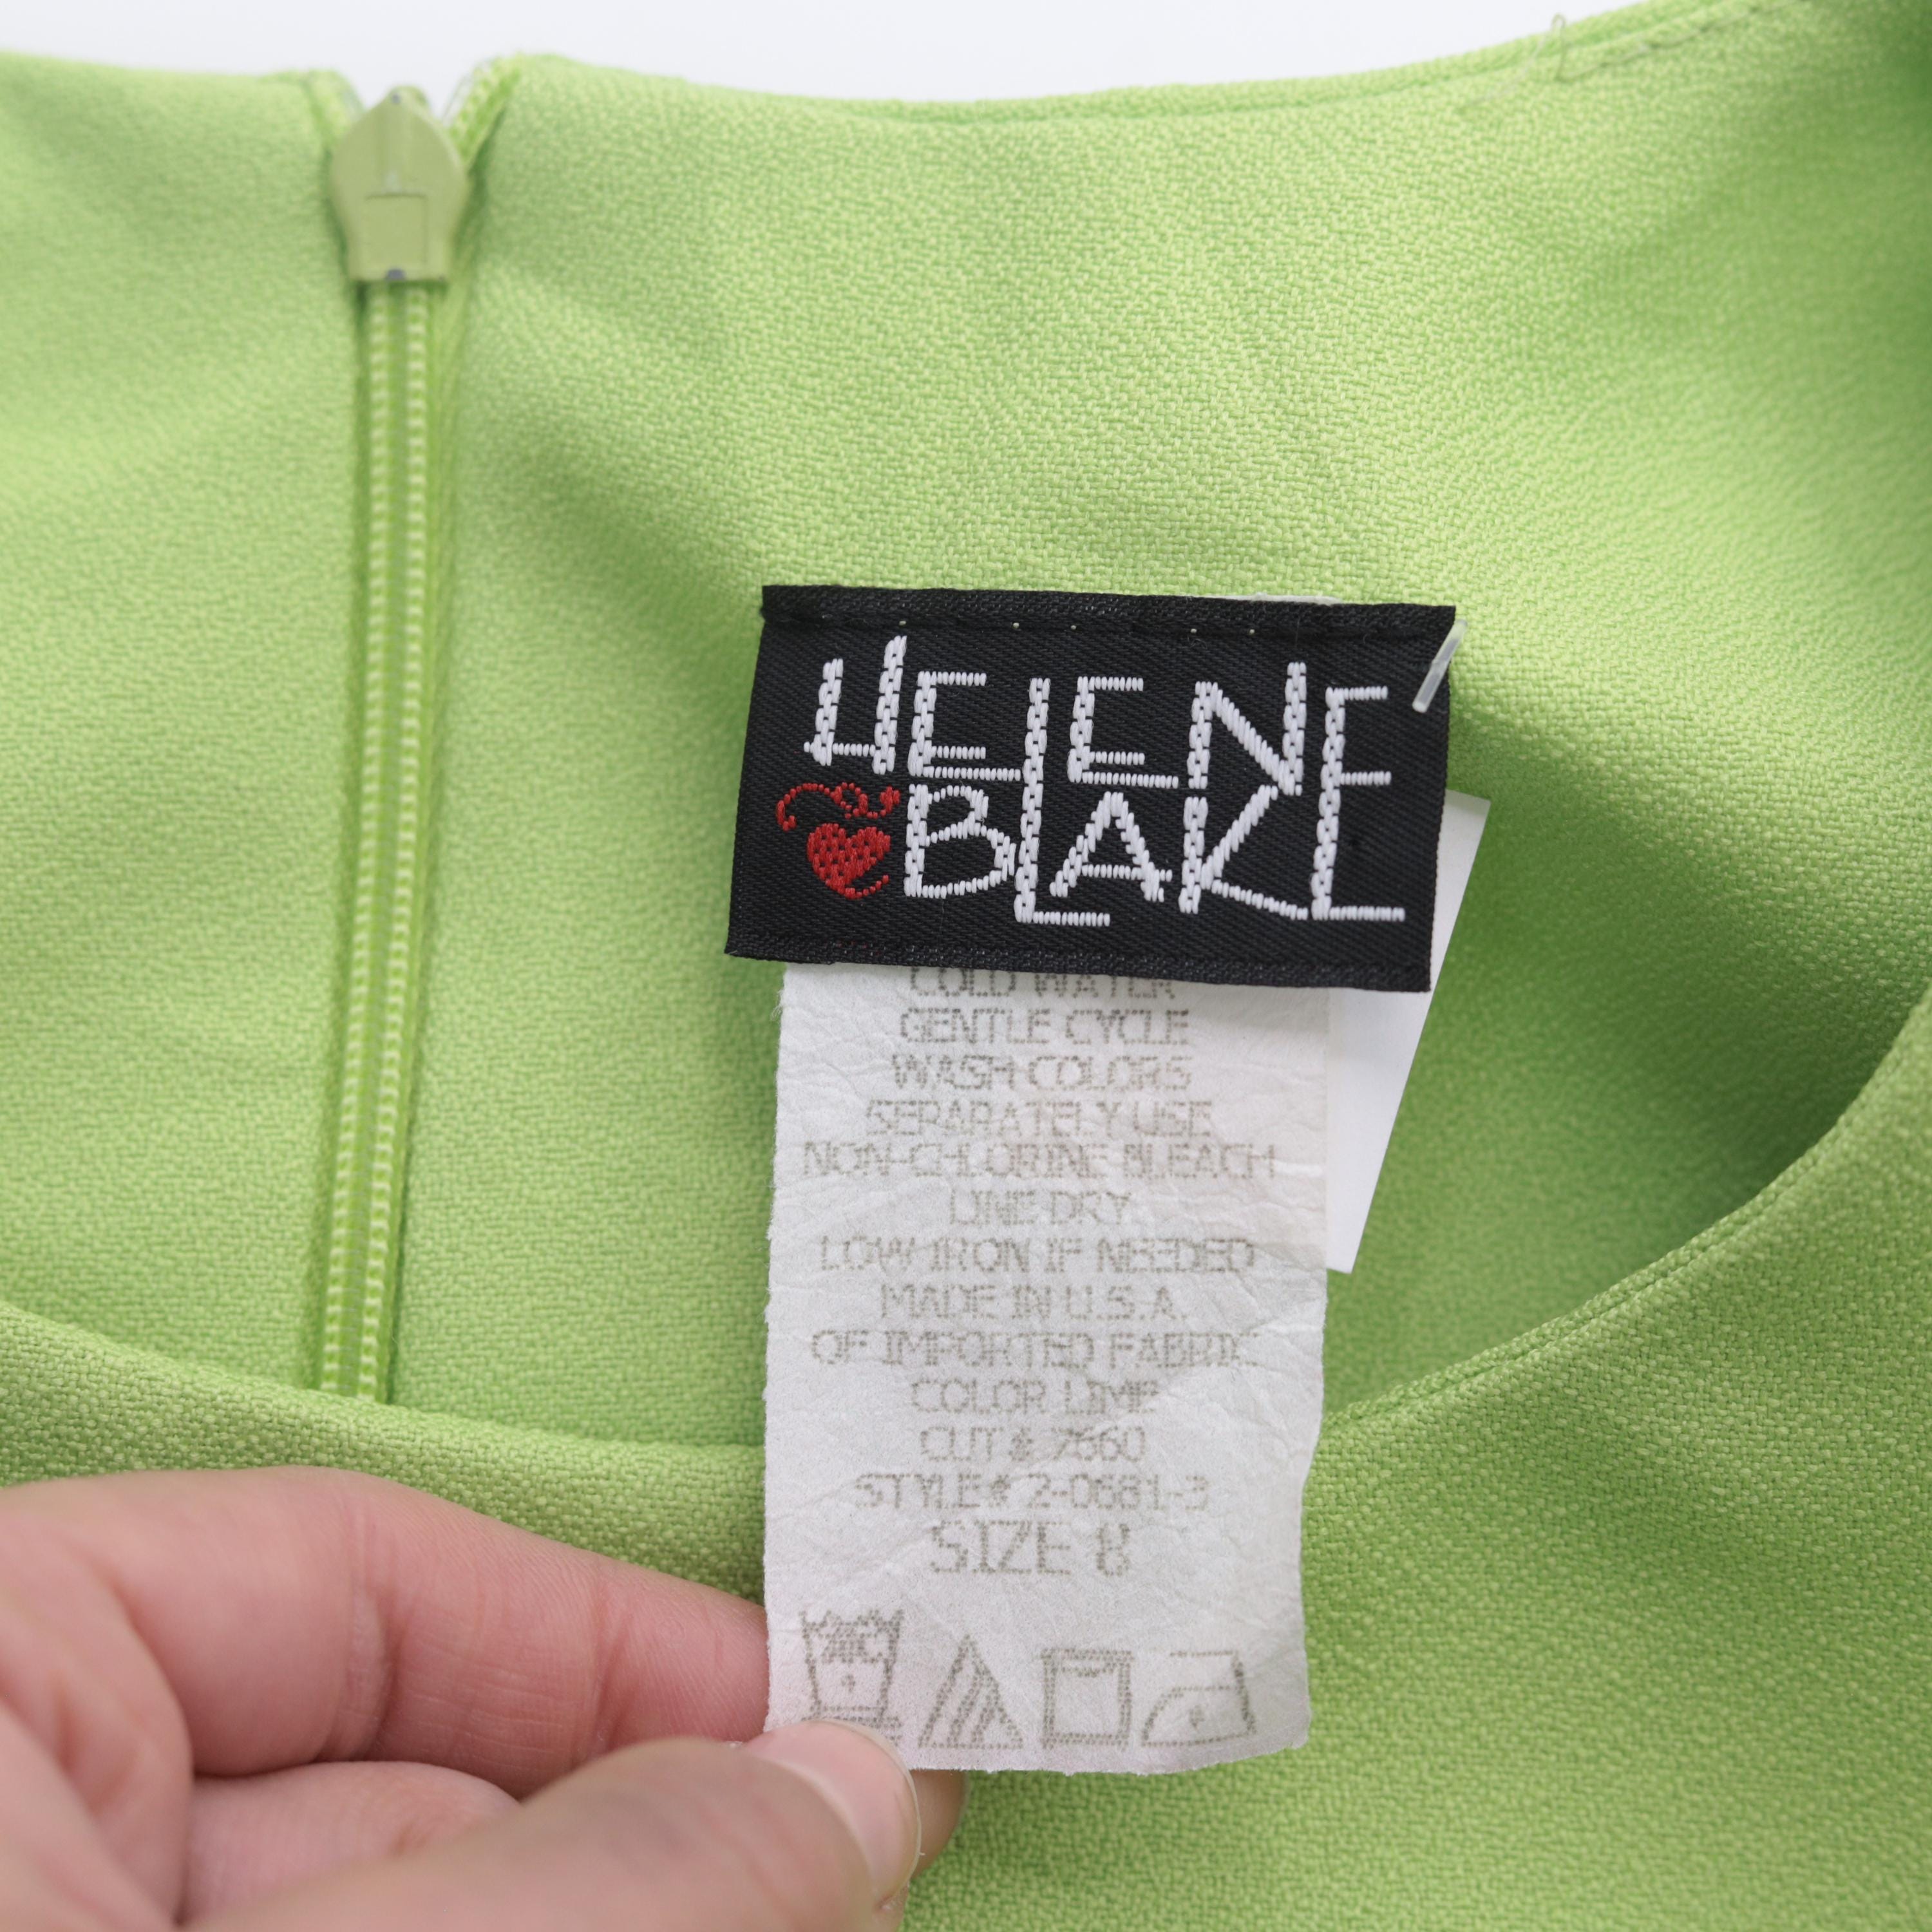 HELENE
BLAKE
COLD WATER
GENTLE CYCLE
WASH COLORS
SEPARATELY USE
NON-CHLORINE BLEACH
LINE DRY
LOW IRON IF NEEDED
MADE IN U.S.A.
OF IMPORTED FABRIC
COLOR LIME
CUT # 7660
STYLE# 2-0681-3
SIZE 8